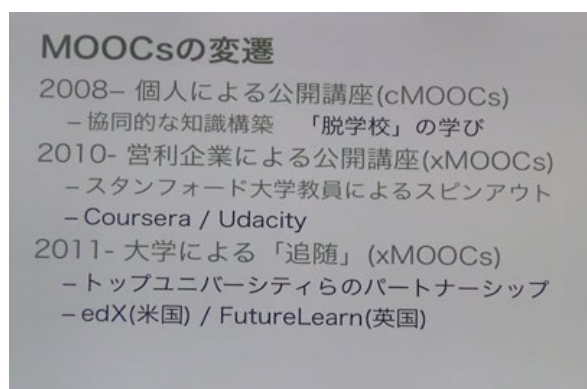 MOOCsの変遷
2008– 個人による公開講座(cMOOCs)
–協同的な知識構築　「脱学校」の学び
2010- 営利企業による公開講座(xMOOCs)
–スタンフォード大学教員によるスピンアウト
–Coursera / Udacity
2011- 大学による「追随」(xMOOCs)
–トップユニバーシティらのパートナーシップ
–edX(米国) / FutureLearn(英国)